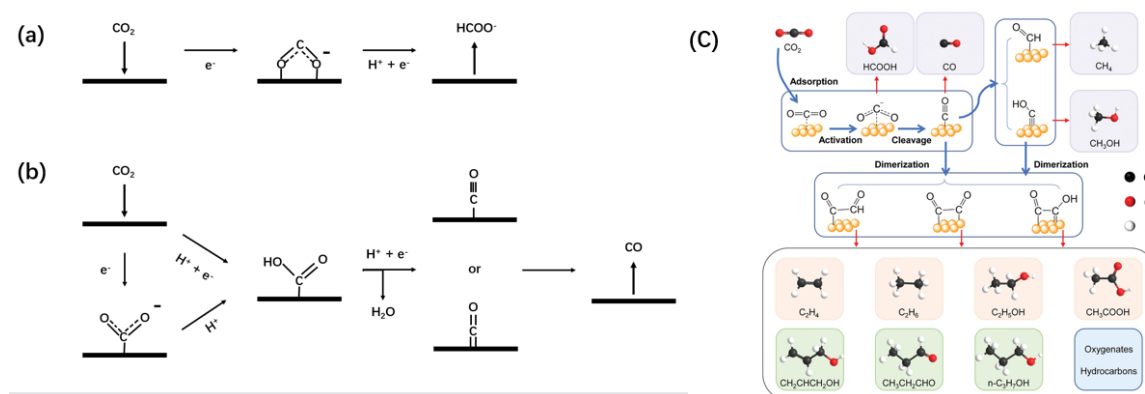 (a)
CO₂
e⁻
O C O ⁻
H⁺ + e⁻
HCOO⁻
(b)
CO₂
e⁻
H⁺ + e⁻
H⁺
O C O ⁻
HO C O
H⁺ + e⁻
H₂O
O
C
or
O
C
CO
(C)
CO₂
HCOOH
CO
Adsorption
O=C=O
Activation
O C⁻ O
Cleavage
O
C
O CH
CH₄
HO C
CH₃OH
Dimerization
Dimerization
O C CH O
O C C O
O C C OH
C₂H₄
C₂H₆
C₂H₅OH
CH₃COOH
CH₂CHCH₂OH
CH₃CH₂CHO
n-C₃H₇OH
Oxygenates
Hydrocarbons